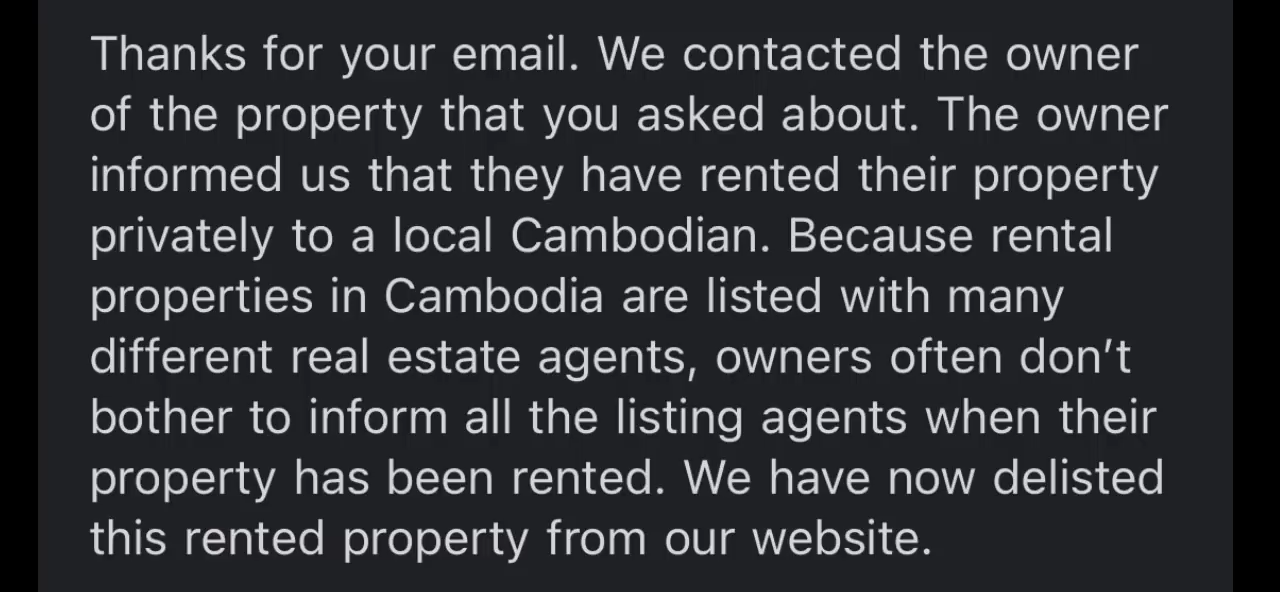 Thanks for your email. We contacted the owner
of the property that you asked about. The owner
informed us that they have rented their property
privately to a local Cambodian. Because rental
properties in Cambodia are listed with many
different real estate agents, owners often don’t
bother to inform all the listing agents when their
property has been rented. We have now delisted
this rented property from our website.